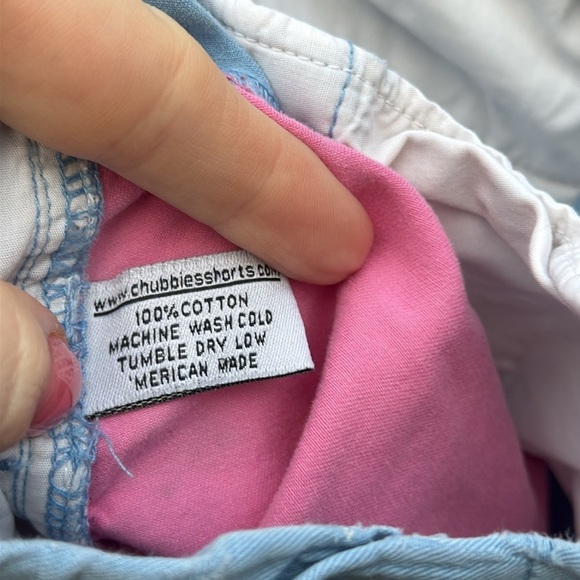 www.chubbiesshorts.com
100% COTTON
MACHINE WASH COLD
TUMBLE DRY LOW
'MERICAN MADE